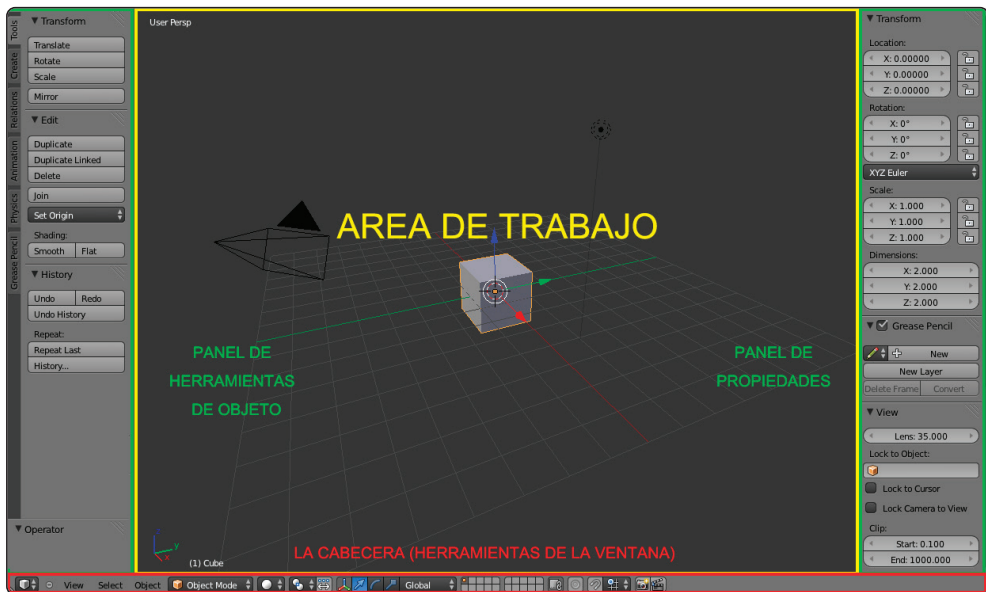 Tools
Create
Relations
Animation
Physics
Grease Pencil
▼ Transform
Translate
Rotate
Scale
Mirror
▼ Edit
Duplicate
Duplicate Linked
Delete
Join
Set Origin
Shading:
Smooth Flat
▼ History
Undo Redo
Undo History
Repeat:
Repeat Last
History...
▼ Operator
User Persp
AREA DE TRABAJO
PANEL DE
HERRAMIENTAS
DE OBJETO
PANEL DE
PROPIEDADES
z
y
x
LA CABECERA (HERRAMIENTAS DE LA VENTANA)
(1) Cube
▼ Transform
Location:
X: 0.00000
Y: 0.00000
Z: 0.00000
Rotation:
X: 0°
Y: 0°
Z: 0°
XYZ Euler
Scale:
X: 1.000
Y: 1.000
Z: 1.000
Dimensions:
X: 2.000
Y: 2.000
Z: 2.000
▼ Grease Pencil
New
New Layer
Delete Frame Convert
▼ View
Lens: 35.000
Lock to Object:
Lock to Cursor
Lock Camera to View
Clip:
Start: 0.100
End: 1000.000
View Select Object Object Mode Global